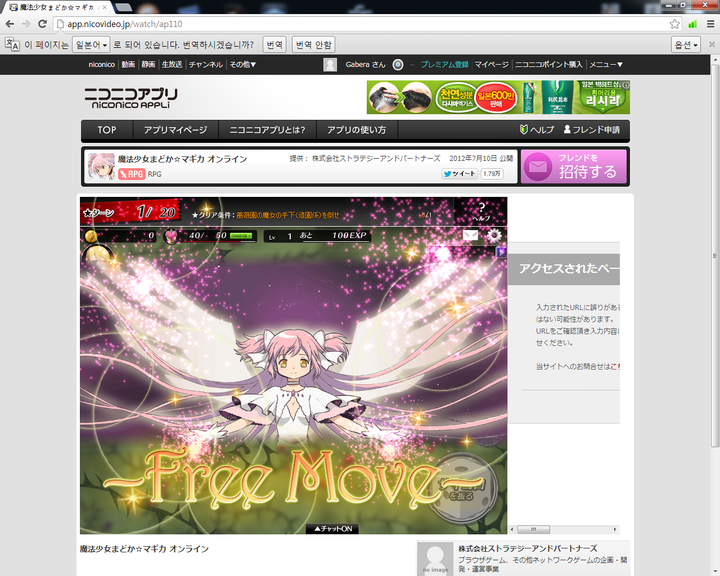 魔法少女まどか☆マギカ
app.nicovideo.jp/watch/ap110
이 페이지는 일본어 로 되어 있습니다. 번역하시겠습니까? 번역 번역 안함 옵션
niconico 動画 静画 生放送 チャンネル その他▼ Gabera さん プレミアム登録 マイページ ニコニコポイント購入 メニュー▼
ニコニコアプリ
NICONICO APPLI
천연성분
일본600만
판매
리시리
TOP アプリマイページ ニコニコアプリとは? アプリの使い方 ヘルプ フレンド申請
魔法少女まどか☆マギカ オンライン 提供: 株式会社ストラテジーアンドパートナーズ 2012年7月10日 公開
RPG RPG ツイート 1.79万
フレンドを
招待する
1/ 20
★クリア条件:薔薇園の魔女の手下(造園係)を倒せ
?
ヘルプ
0 40/ 50 Lv 1 あと 100EXP
アクセスされたペー
入力されたURLに誤りがある
はない可能性があります。
URLをご確認頂き入力内容に
せください。
当サイトへのお問合せはこち
~Free Move~
を振る
▲チャットON
魔法少女まどか☆マギカ オンライン
no image
株式会社ストラテジーアンドパートナーズ
ブラウザゲーム、その他ネットワークゲームの企画・開
発・運営事業